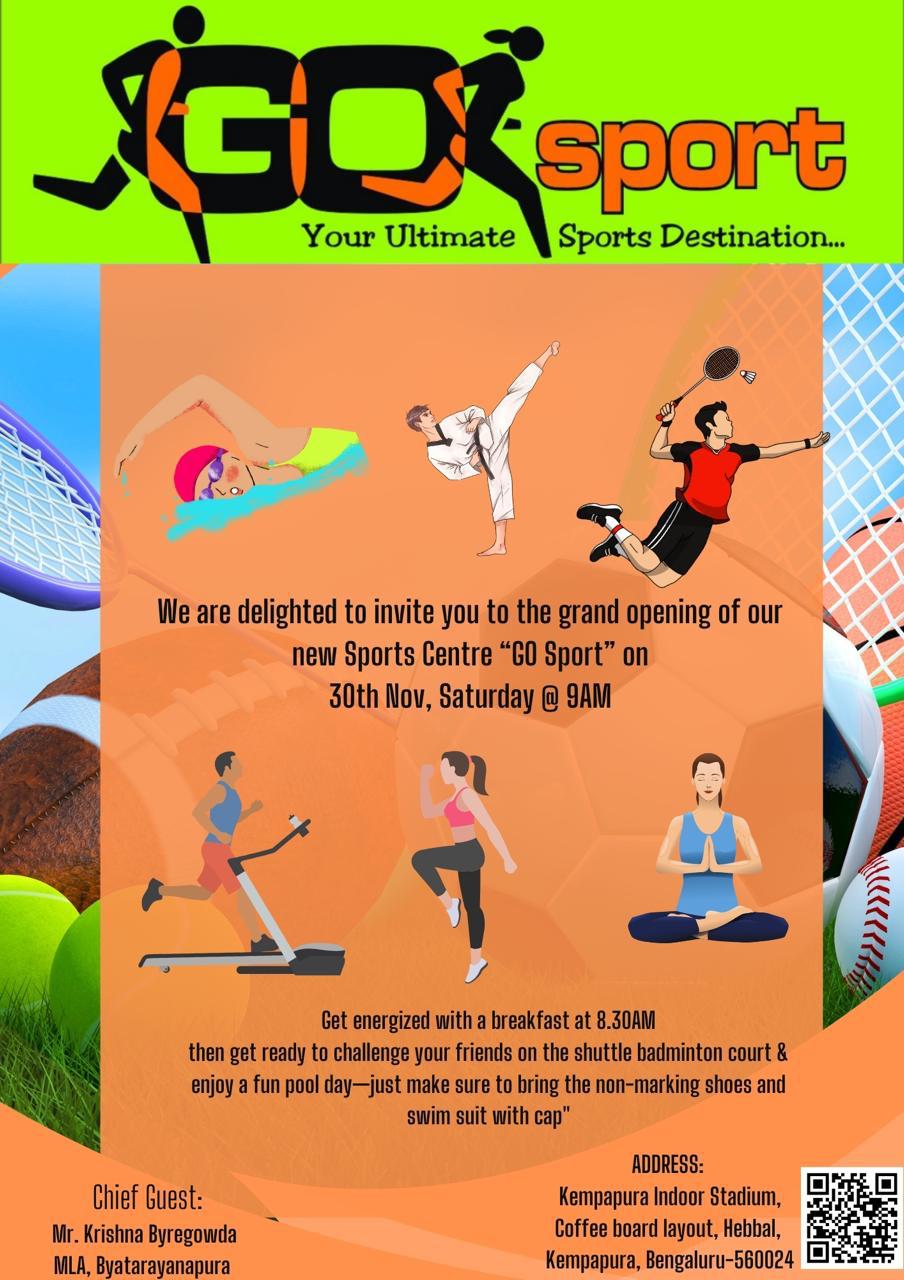 GO sport
Your Ultimate Sports Destination...
We are delighted to invite you to the grand opening of our
new Sports Centre “GO Sport” on
30th Nov, Saturday @ 9AM
Get energized with a breakfast at 8.30AM
then get ready to challenge your friends on the shuttle badminton court &
enjoy a fun pool day—just make sure to bring the non-marking shoes and
swim suit with cap"
Chief Guest:
Mr. Krishna Byregowda
MLA, Byatarayanapura
ADDRESS:
Kempapura Indoor Stadium,
Coffee board layout, Hebbal,
Kempapura, Bengaluru-560024